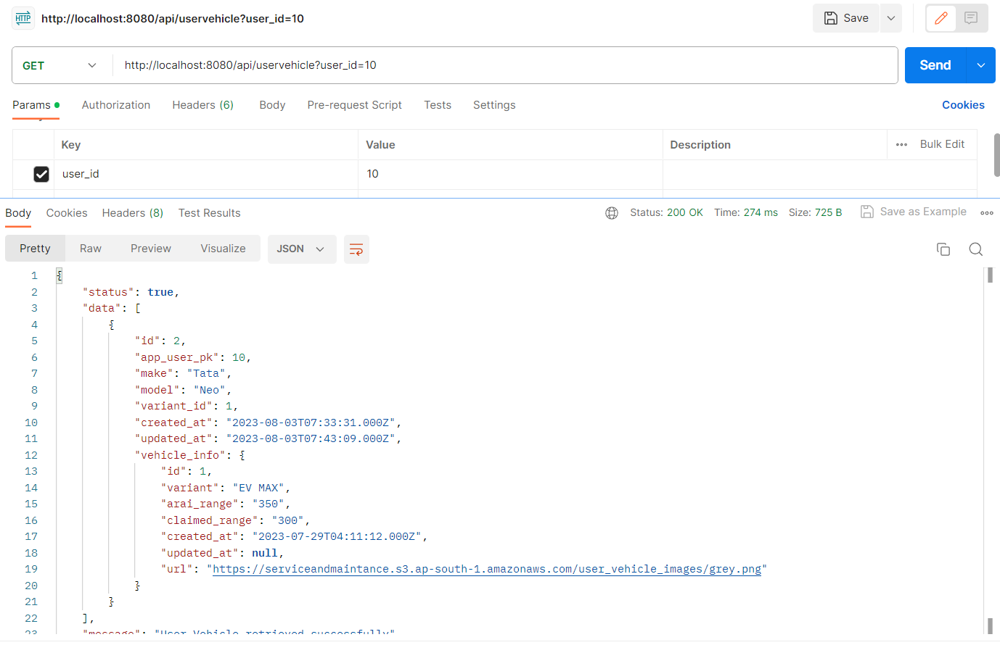 HTTP http://localhost:8080/api/uservehicle?user_id=10 Save
GET http://localhost:8080/api/uservehicle?user_id=10 Send
Params Authorization Headers (6) Body Pre-request Script Tests Settings Cookies
Key Value Description ••• Bulk Edit
user_id 10
Body Cookies Headers (8) Test Results Status: 200 OK Time: 274 ms Size: 725 B Save as Example
Pretty Raw Preview Visualize JSON
1 {
2 "status": true,
3 "data": [
4 {
5 "id": 2,
6 "app_user_pk": 10,
7 "make": "Tata",
8 "model": "Neo",
9 "variant_id": 1,
10 "created_at": "2023-08-03T07:33:31.000Z",
11 "updated_at": "2023-08-03T07:43:09.000Z",
12 "vehicle_info": {
13 "id": 1,
14 "variant": "EV MAX",
15 "arai_range": "350",
16 "claimed_range": "300",
17 "created_at": "2023-07-29T04:11:12.000Z",
18 "updated_at": null,
19 "url": "https://serviceandmaintance.s3.ap-south-1.amazonaws.com/user_vehicle_images/grey.png"
20 }
21 }
22 ],
23 "message": "User Vehicle retrieved successfully"